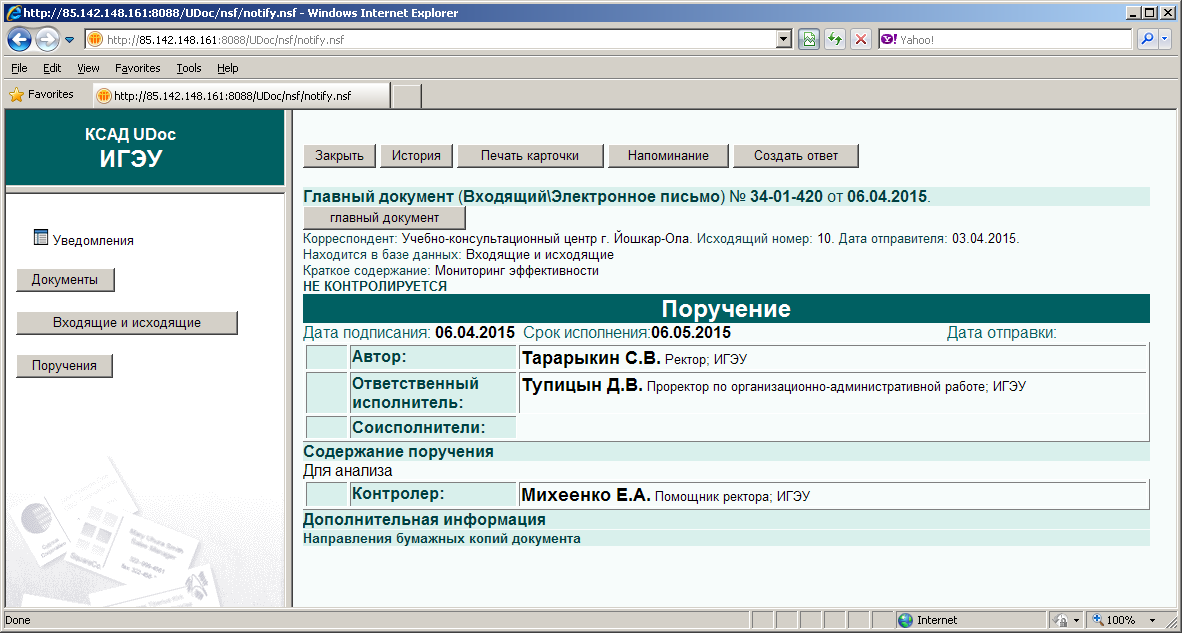 http://85.142.148.161:8088/UDoc/nsf/notify.nsf - Windows Internet Explorer
http://85.142.148.161:8088/UDoc/nsf/notify.nsf
Yahoo!
File Edit View Favorites Tools Help
Favorites http://85.142.148.161:8088/UDoc/nsf/notify.nsf
КСАД UDoc
ИГЭУ
Уведомления
Документы
Входящие и исходящие
Поручения
Закрыть История Печать карточки Напоминание Создать ответ
Главный документ (Входящий\Электронное письмо) № 34-01-420 от 06.04.2015.
главный документ
Корреспондент: Учебно-консультационный центр г. Йошкар-Ола. Исходящий номер: 10. Дата отправителя: 03.04.2015.
Находится в базе данных: Входящие и исходящие
Краткое содержание: Мониторинг эффективности
НЕ КОНТРОЛИРУЕТСЯ
Поручение
Дата подписания: 06.04.2015 Срок исполнения:06.05.2015 Дата отправки:
Автор: Тарарыкин С.В. Ректор; ИГЭУ
Ответственный исполнитель: Тупицын Д.В. Проректор по организационно-административной работе; ИГЭУ
Соисполнители:
Содержание поручения
Для анализа
Контролер: Михеенко Е.А. Помощник ректора; ИГЭУ
Дополнительная информация
Направления бумажных копий документа
Done Internet 100%